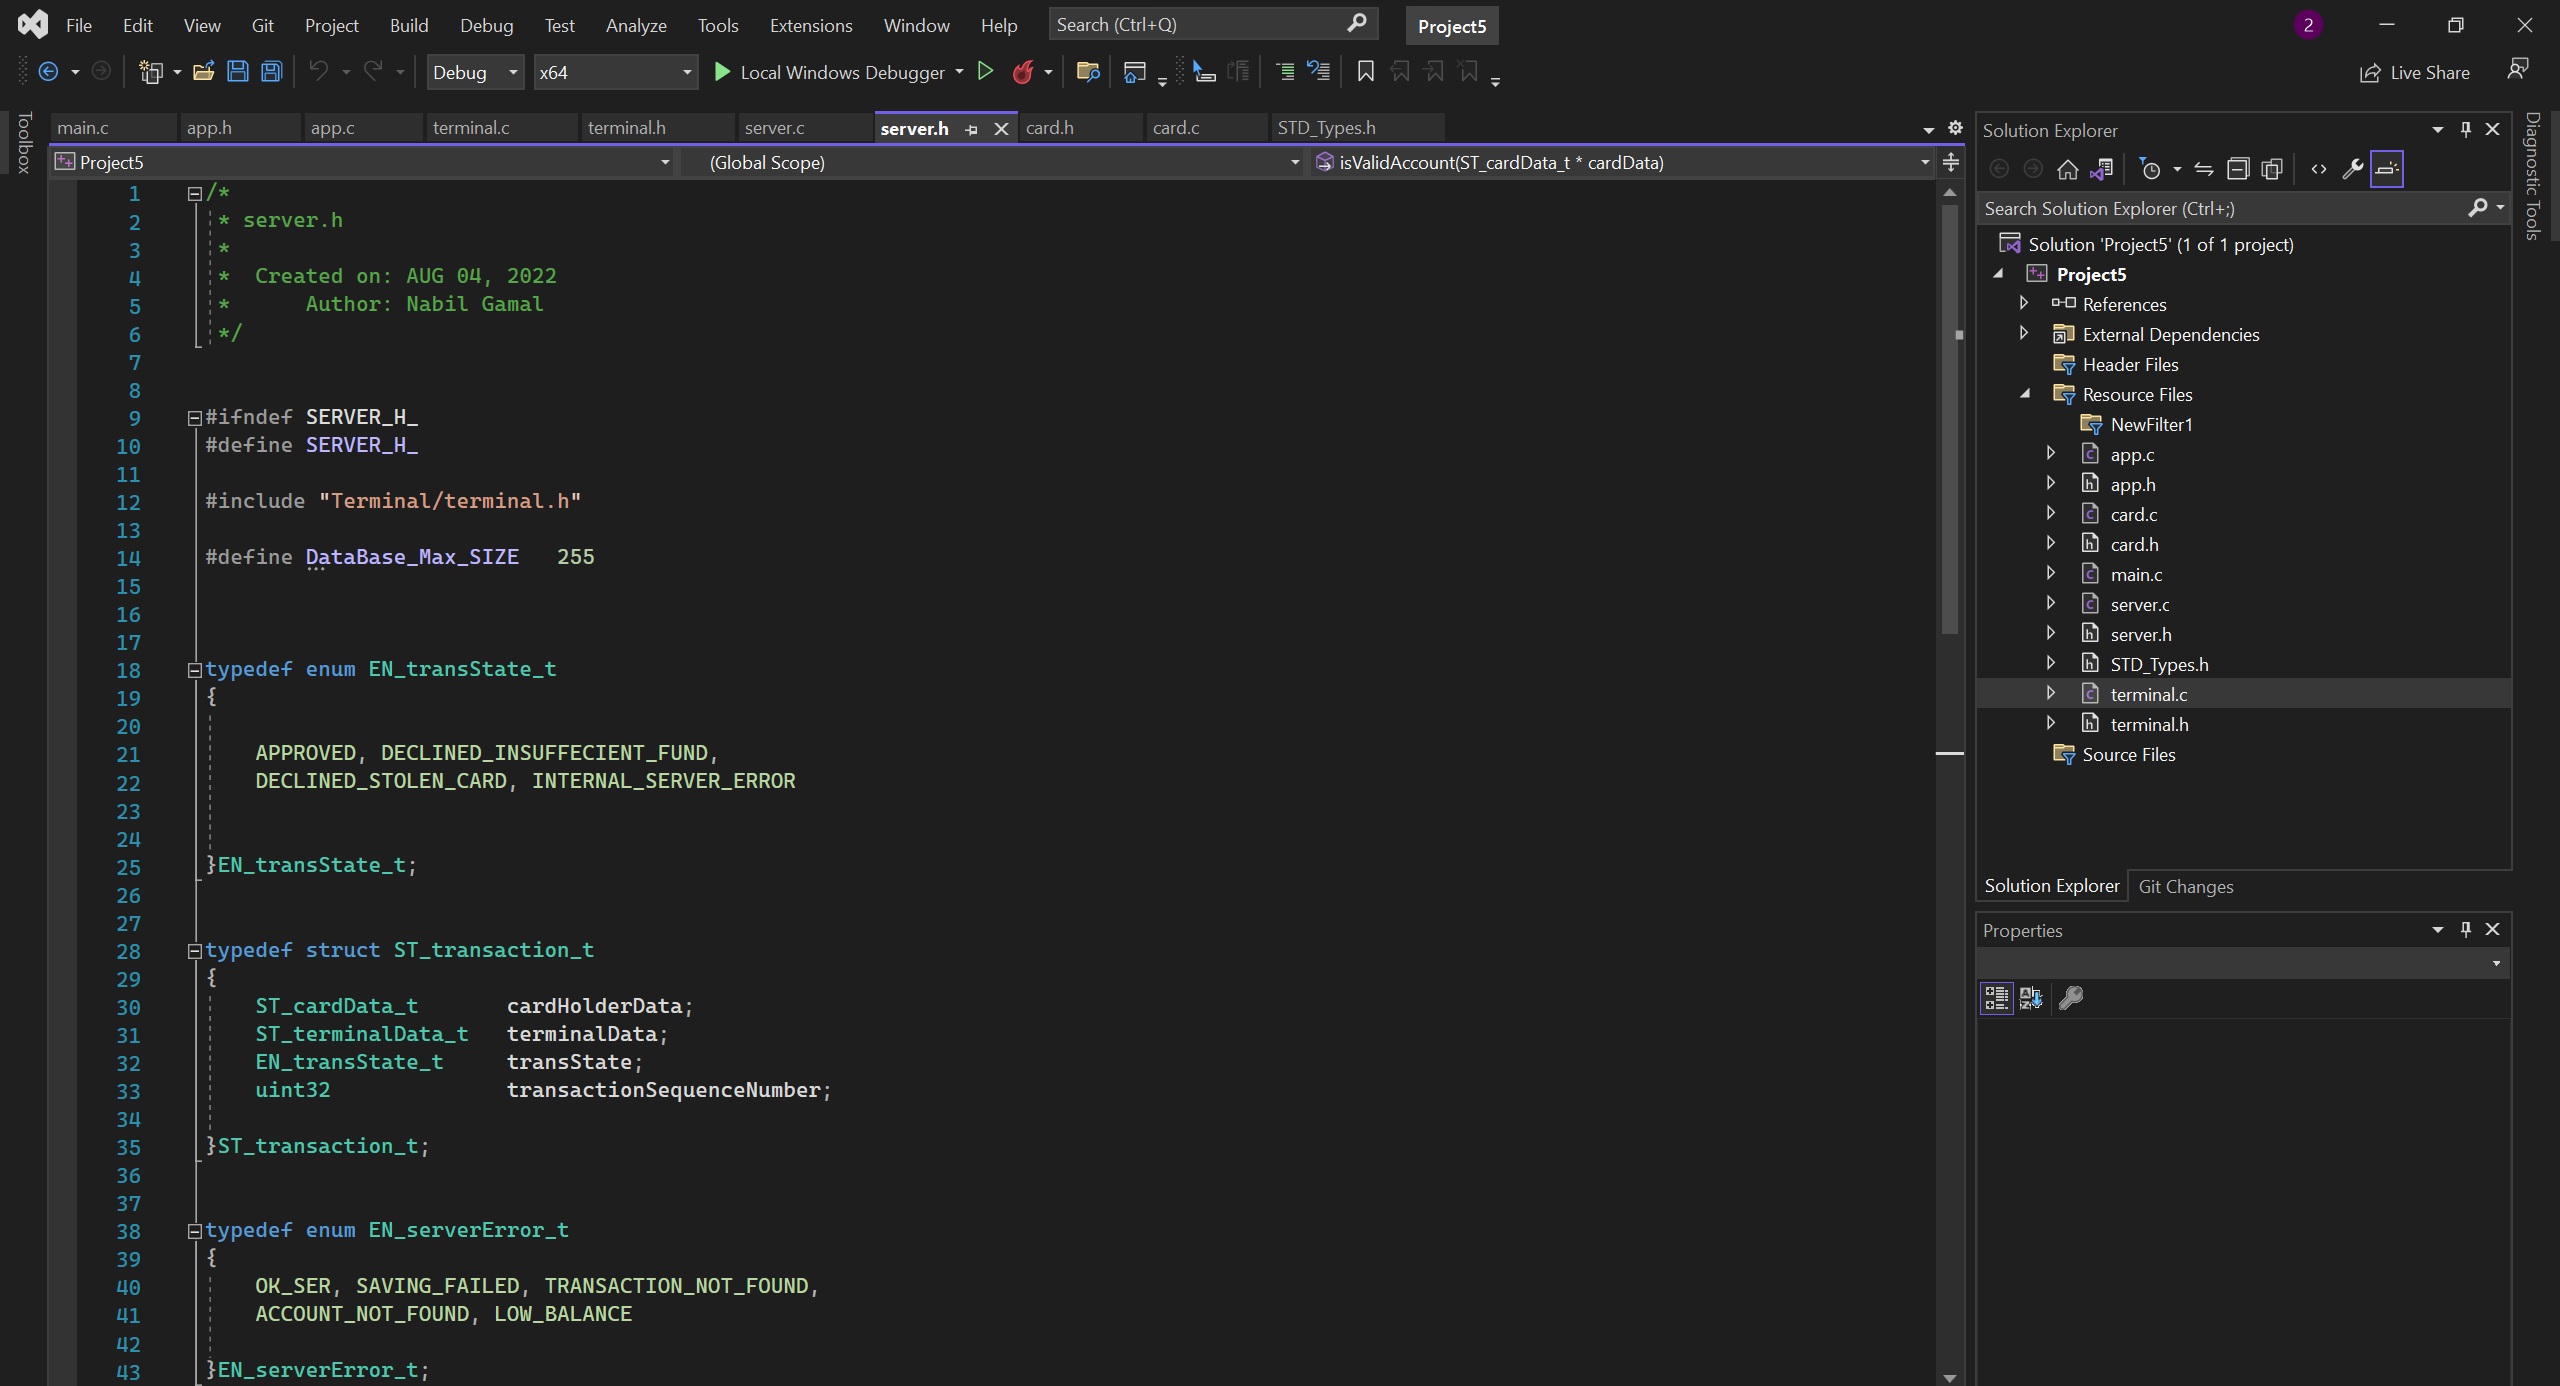 File Edit View Git Project Build Debug Test Analyze Tools Extensions Window Help Search (Ctrl+Q) Project5 2
Debug x64 Local Windows Debugger Live Share
Toolbox
main.c app.h app.c terminal.c terminal.h server.c server.h card.h card.c STD_Types.h
Project5 (Global Scope) isValidAccount(ST_cardData_t * cardData)
1 /*
2 * server.h
3 *
4 * Created on: AUG 04, 2022
5 * Author: Nabil Gamal
6 */
7
8
9 #ifndef SERVER_H_
10 #define SERVER_H_
11
12 #include "Terminal/terminal.h"
13
14 #define DataBase_Max_SIZE 255
15
16
17
18 typedef enum EN_transState_t
19 {
20
21 APPROVED, DECLINED_INSUFFECIENT_FUND,
22 DECLINED_STOLEN_CARD, INTERNAL_SERVER_ERROR
23
24
25 }EN_transState_t;
26
27
28 typedef struct ST_transaction_t
29 {
30 ST_cardData_t cardHolderData;
31 ST_terminalData_t terminalData;
32 EN_transState_t transState;
33 uint32 transactionSequenceNumber;
34
35 }ST_transaction_t;
36
37
38 typedef enum EN_serverError_t
39 {
40 OK_SER, SAVING_FAILED, TRANSACTION_NOT_FOUND,
41 ACCOUNT_NOT_FOUND, LOW_BALANCE
42
43 }EN_serverError_t;
Solution Explorer
Search Solution Explorer (Ctrl+;)
Solution 'Project5' (1 of 1 project)
Project5
References
External Dependencies
Header Files
Resource Files
NewFilter1
app.c
app.h
card.c
card.h
main.c
server.c
server.h
STD_Types.h
terminal.c
terminal.h
Source Files
Solution Explorer Git Changes
Properties
Diagnostic Tools